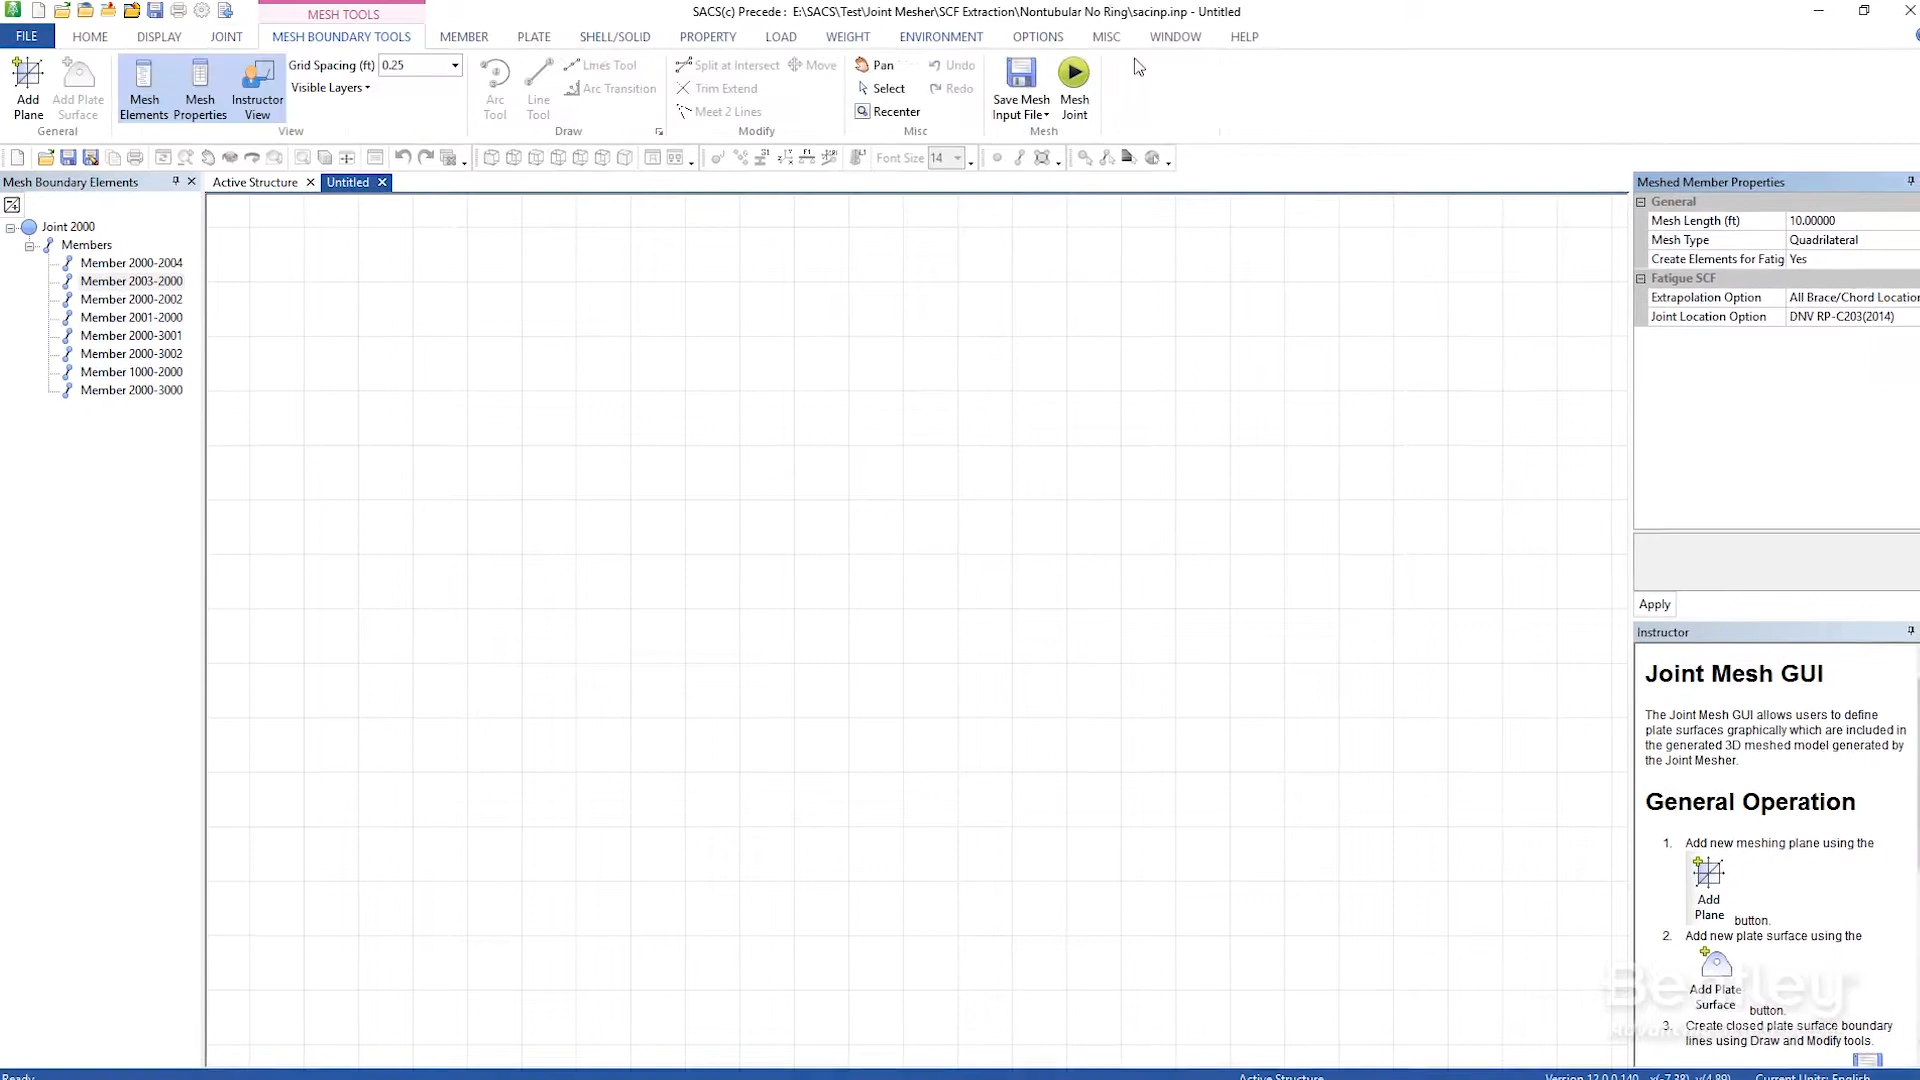 MESH TOOLS
SACS(c) Precede : E:\SACS\Test\Joint Mesher\SCF Extraction\Nontubular No Ring\sacinp.inp - Untitled
FILE HOME DISPLAY JOINT MESH BOUNDARY TOOLS MEMBER PLATE SHELL/SOLID PROPERTY LOAD WEIGHT ENVIRONMENT OPTIONS MISC WINDOW HELP
Add Plane
Add Plate Surface
General
Mesh Elements
Mesh Properties
Instructor View
Grid Spacing (ft) 0.25
Visible Layers
View
Arc Tool
Line Tool
Lines Tool
Arc Transition
Draw
Split at Intersect
Move
Trim Extend
Meet 2 Lines
Modify
Pan
Undo
Select
Redo
Recenter
Misc
Save Mesh Input File
Mesh Joint
Mesh
Font Size 14
Mesh Boundary Elements
Active Structure
Untitled
Joint 2000
Members
Member 2000-2004
Member 2003-2000
Member 2000-2002
Member 2001-2000
Member 2000-3001
Member 2000-3002
Member 1000-2000
Member 2000-3000
Meshed Member Properties
General
Mesh Length (ft) 10.00000
Mesh Type Quadrilateral
Create Elements for Fatig Yes
Fatigue SCF
Extrapolation Option All Brace/Chord Location
Joint Location Option DNV RP-C203(2014)
Apply
Instructor
Joint Mesh GUI
The Joint Mesh GUI allows users to define
plate surfaces graphically which are included in
the generated 3D meshed model generated by
the Joint Mesher.
General Operation
1. Add new meshing plane using the
Add
Plane button.
2. Add new plate surface using the
Add Plate
Surface button.
3. Create closed plate surface boundary
lines using Draw and Modify tools.
Bentley
Ready
Active Structure
Version 12.0.0.140 x(-7.38), y(4.89) Current Units: English